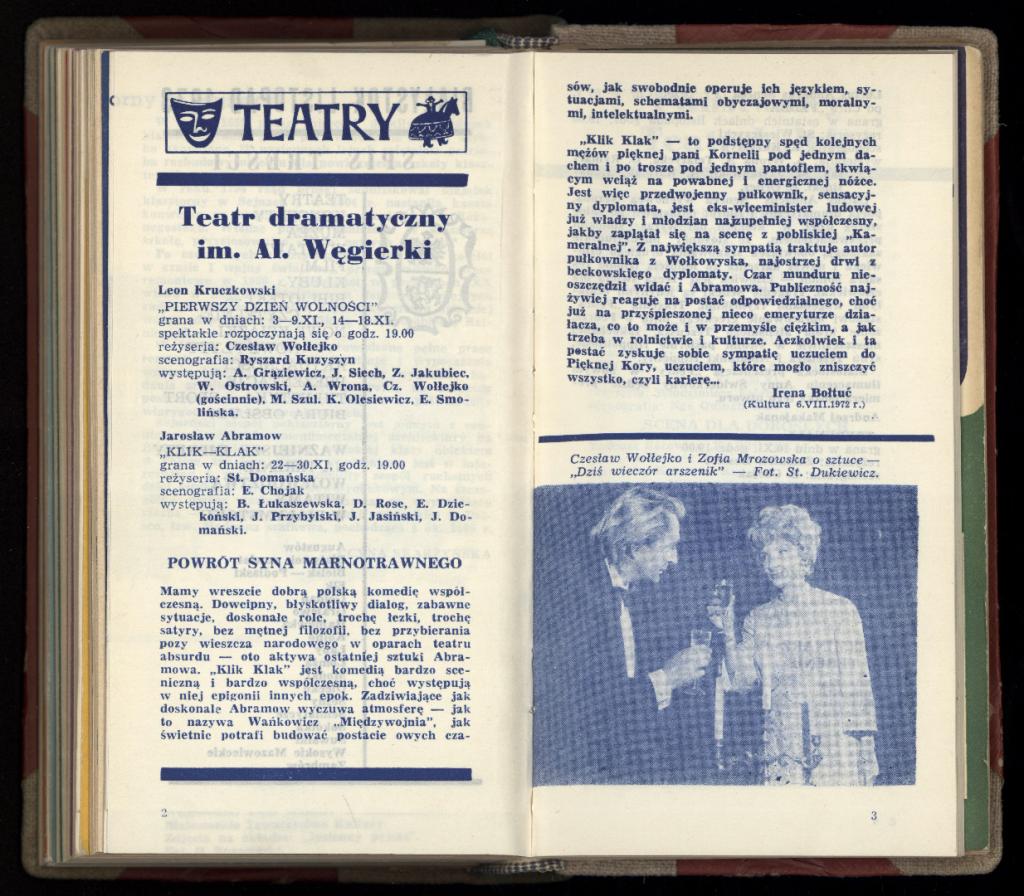 TEATRY
Teatr dramatyczny
im. Al. Węgierki
Leon Kruczkowski
„PIERWSZY DZIEŃ WOLNOŚCI”
grana w dniach: 3—9.XI., 14—18.XI.
spektakle rozpoczynają się o godz. 19.00
reżyseria: Czesław Wołłejko
scenografia: Ryszard Kuzyszyn
występują: A. Grąziewicz, J. Siech, Z. Jakubiec,
W. Ostrowski, A. Wrona, Cz. Wołłejko
(gościnnie), M. Szul. K. Olesiewicz, E. Smo-
lińska.
Jarosław Abramow
„KLIK—KLAK”
grana w dniach: 22—30.XI, godz. 19.00
reżyseria: St. Domańska
scenografia: E. Chojak
występują: B. Łukaszewska, D. Rose, E. Dzie-
koński, J. Przybylski, J. Jasiński, J. Do-
mański.
POWRÓT SYNA MARNOTRAWNEGO
Mamy wreszcie dobrą polską komedię współ-
czesną. Dowcipny, błyskotliwy dialog, zabawne
sytuacje, doskonałe role, trochę łezki, trochę
satyry, bez mętnej filozofii, bez przybierania
pozy wieszcza narodowego w oparach teatru
absurdu — oto aktywa ostatniej sztuki Abra-
mowa. „Klik Klak” jest komedią bardzo sce-
niczną i bardzo współczesną, choć występują
w niej epigonii innych epok. Zadziwiające jak
doskonale Abramow wyczuwa atmosferę — jak
to nazywa Wańkowicz „Międzywojnia”, jak
świetnie potrafi budować postacie owych cza-
2
sów, jak swobodnie operuje ich językiem, sy-
tuacjami, schematami obyczajowymi, moralny-
mi, intelektualnymi.
„Klik Klak” — to podstępny spęd kolejnych
mężów pięknej pani Kornelii pod jednym da-
chem i po trosze pod jednym pantoflem, tkwią-
cym wciąż na powabnej i energicznej nóżce.
Jest więc przedwojenny pułkownik, sensacyj-
ny dyplomata, jest eks-wiceminister ludowej
już władzy i młodzian najzupełniej współczesny,
jakby zaplątał się na scenę z pobliskiej „Ka-
meralnej”. Z największą sympatią traktuje autor
pułkownika z Wołkowyska, najostrzej drwi z
beckowskiego dyplomaty. Czar munduru nie-
oszczędził widać i Abramowa. Publiczność naj-
żywiej reaguje na postać odpowiedzialnego, choć
już na przyśpieszonej nieco emeryturze dzia-
łacza, co to może i w przemyśle ciężkim, a jak
trzeba w rolnictwie i kulturze. Aczkolwiek i ta
postać zyskuje sobie sympatię uczuciem do
Pięknej Kory, uczuciem, które mogło zniszczyć
wszystko, czyli karierę...
Irena Bołtuć
(Kultura 6.VIII.1972 r.)
Czesław Wołłejko i Zofia Mrozowska o sztuce —
„Dziś wieczór arszenik” — Fot. St. Dukiewicz.
3